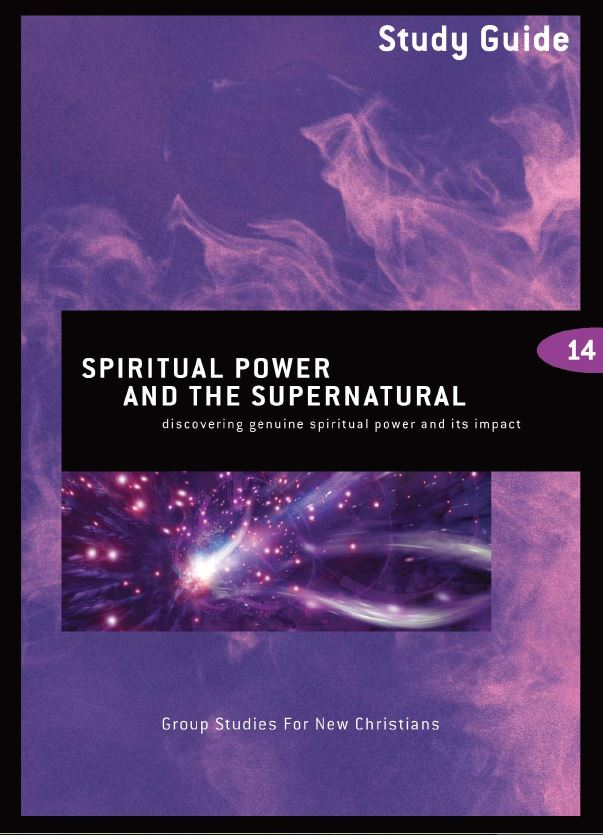 Study Guide
14
SPIRITUAL POWER
AND THE SUPERNATURAL
discovering genuine spiritual power and its impact
Group Studies For New Christians